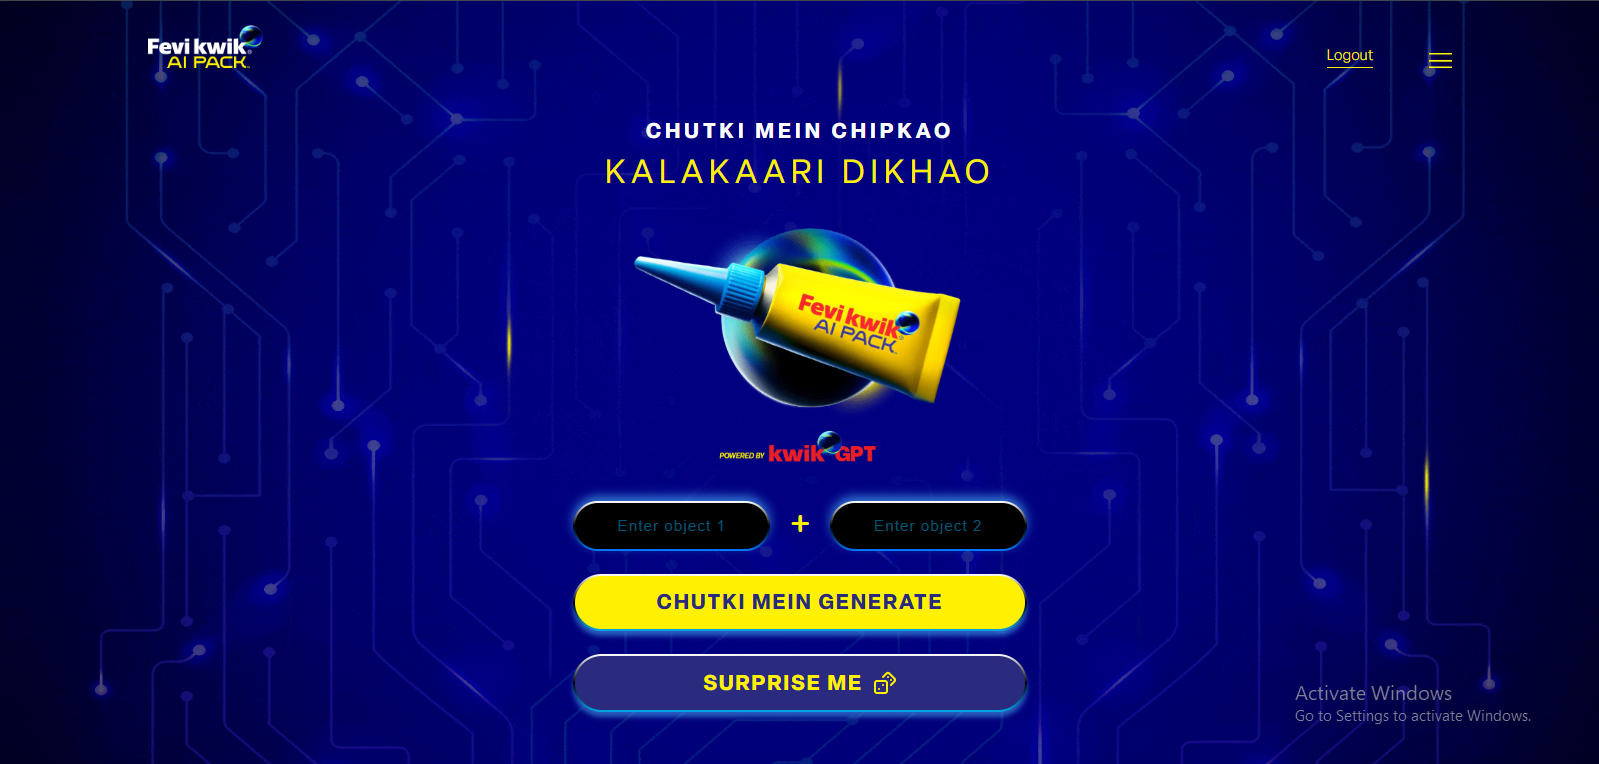 Fevi kwik
AI PACK
Logout
CHUTKI MEIN CHIPKAO
KALAKAARI DIKHAO
Fevi kwik
AI PACK
POWERED BY kwik GPT
Enter object 1 + Enter object 2
CHUTKI MEIN GENERATE
SURPRISE ME
Activate Windows
Go to Settings to activate Windows.